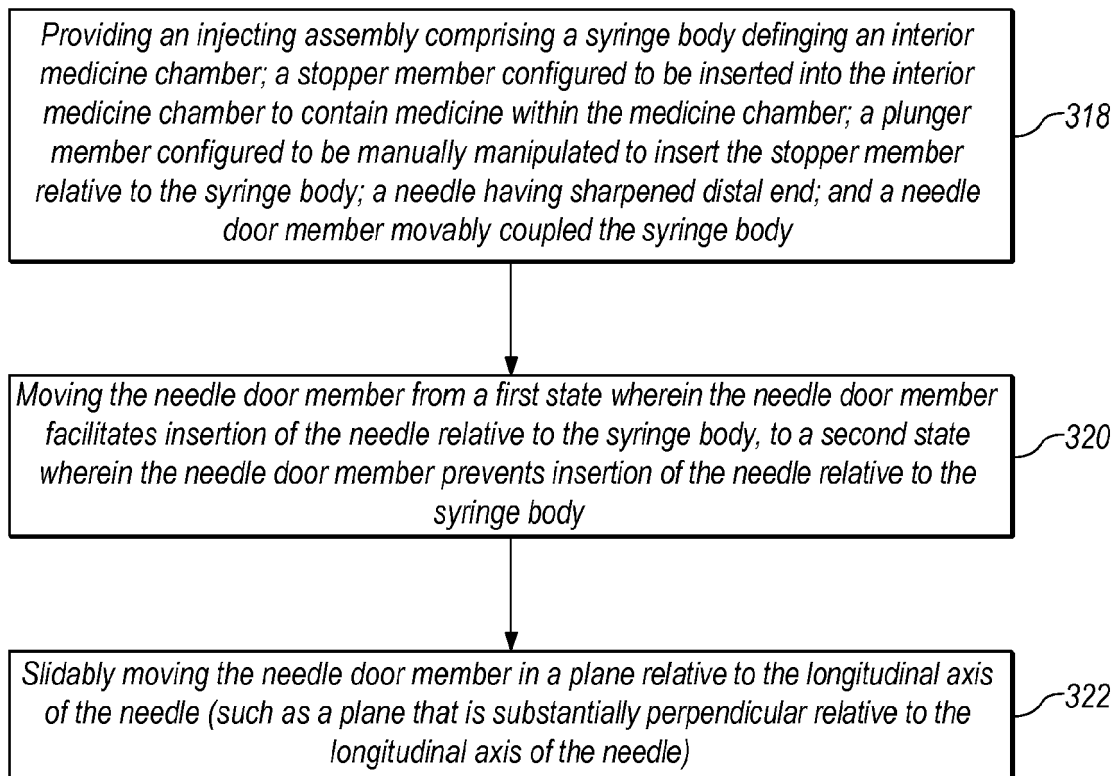 Providing an injecting assembly comprising a syringe body definging an interior
medicine chamber; a stopper member configured to be inserted into the interior
medicine chamber to contain medicine within the medicine chamber; a plunger
member configured to be manually manipulated to insert the stopper member
relative to the syringe body; a needle having sharpened distal end; and a needle
door member movably coupled the syringe body
318
Moving the needle door member from a first state wherein the needle door member
facilitates insertion of the needle relative to the syringe body, to a second state
wherein the needle door member prevents insertion of the needle relative to the
syringe body
320
Slidably moving the needle door member in a plane relative to the longitudinal axis
of the needle (such as a plane that is substantially perpendicular relative to the
longitudinal axis of the needle)
322